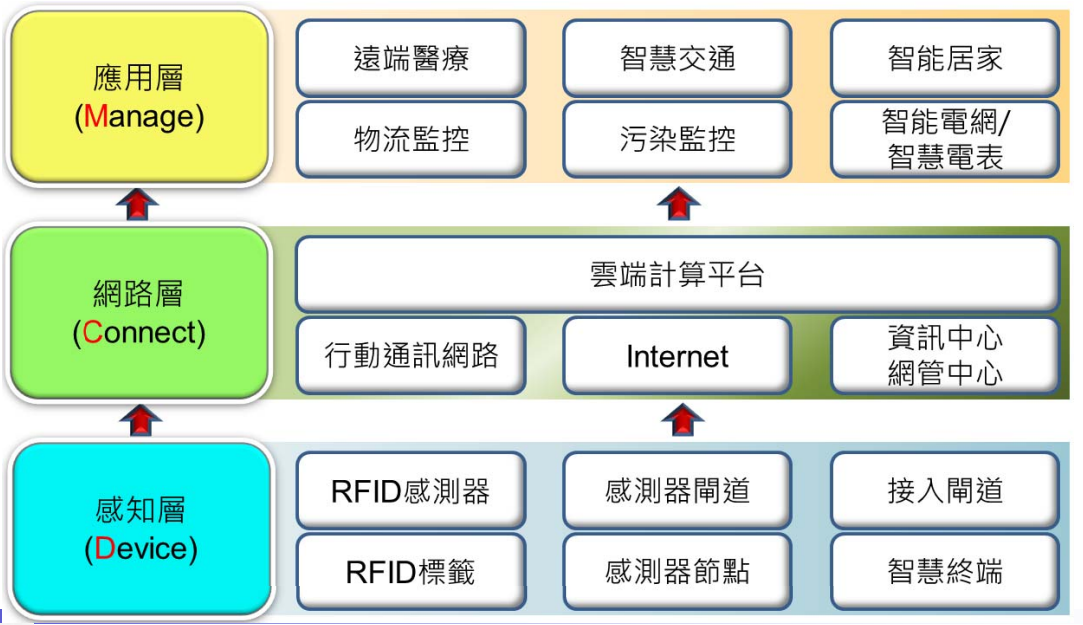 應用層
(Manage)
遠端醫療
智慧交通
智能居家
物流監控
污染監控
智能電網/
智慧電表
網路層
(Connect)
雲端計算平台
行動通訊網路
Internet
資訊中心
網管中心
感知層
(Device)
RFID感測器
感測器閘道
接入閘道
RFID標籤
感測器節點
智慧終端